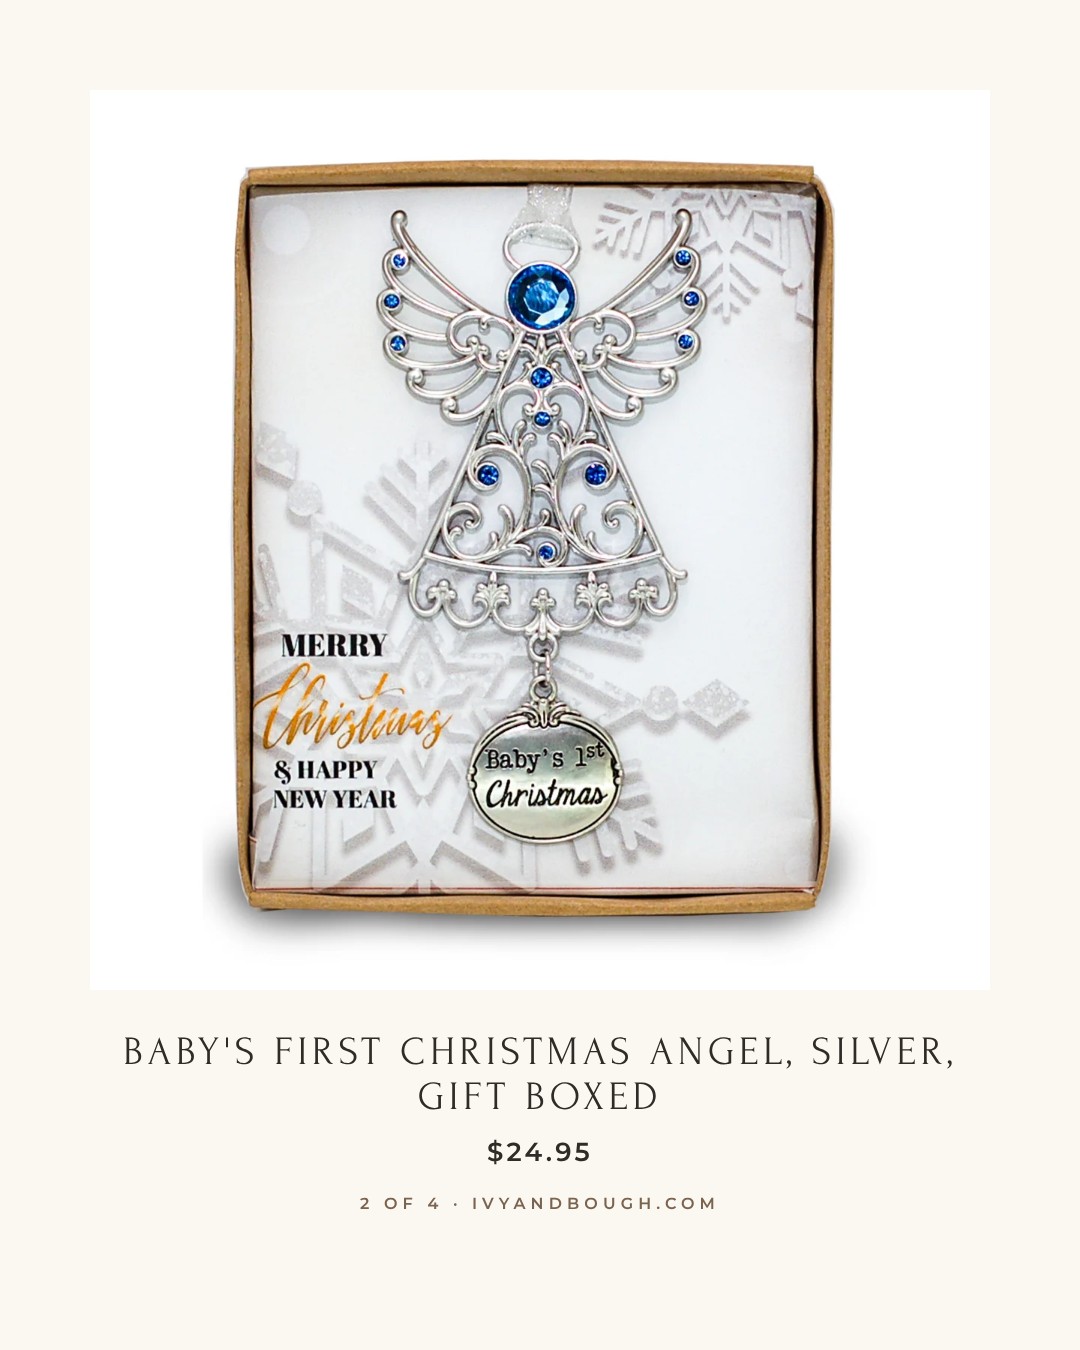 MERRY
Christmas
& HAPPY
NEW YEAR
Baby's 1st
Christmas
BABY'S FIRST CHRISTMAS ANGEL, SILVER,
GIFT BOXED
$24.95
2 OF 4 · IVYANDBOUGH.COM